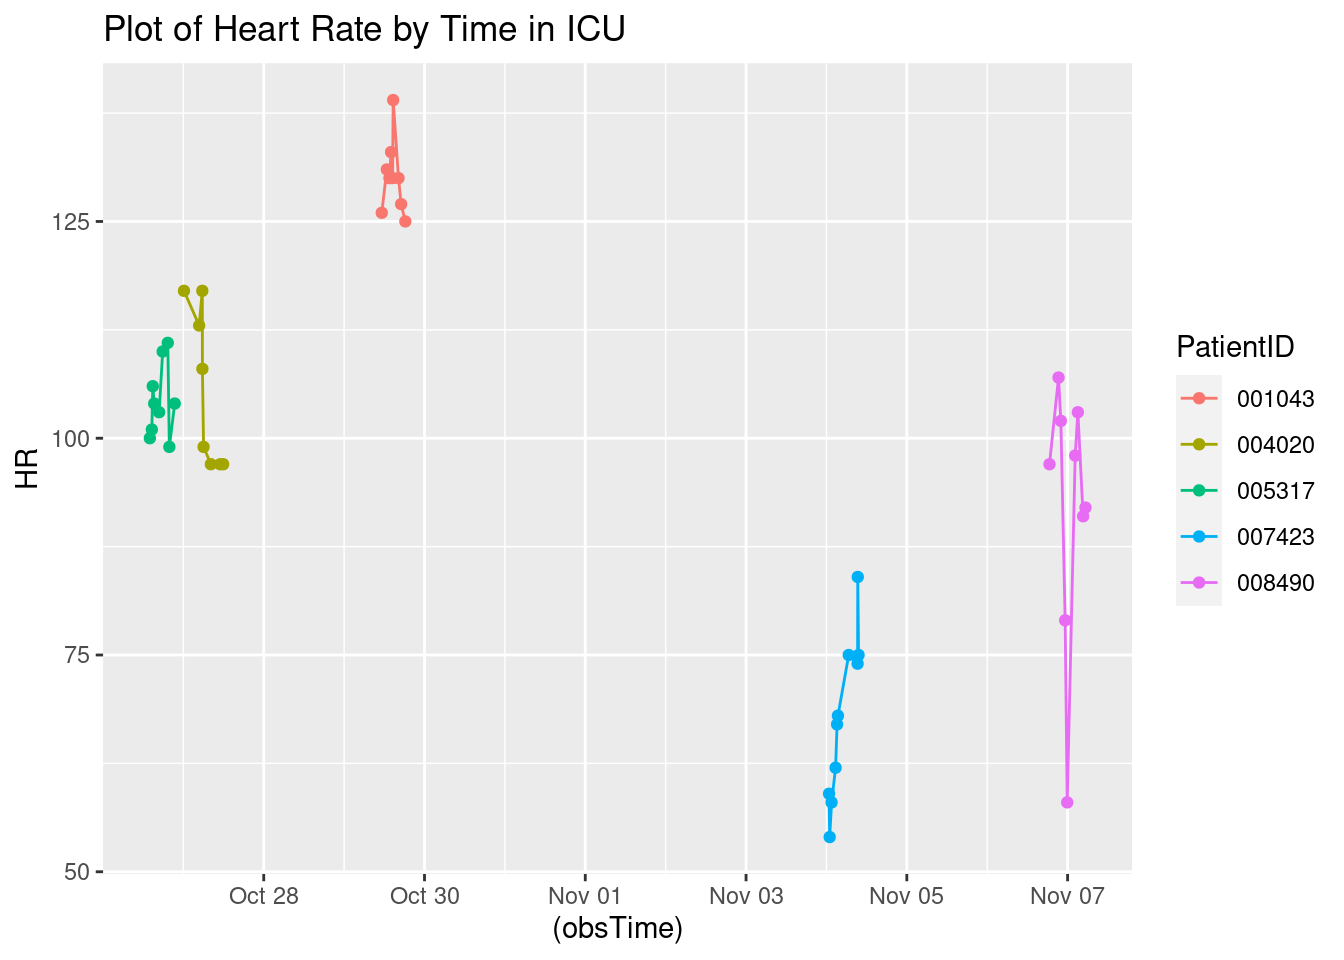 Plot of Heart Rate by Time in ICU
125
100
75
50
HR
Oct 28 Oct 30 Nov 01 Nov 03 Nov 05 Nov 07
(obsTime)
PatientID
001043
004020
005317
007423
008490